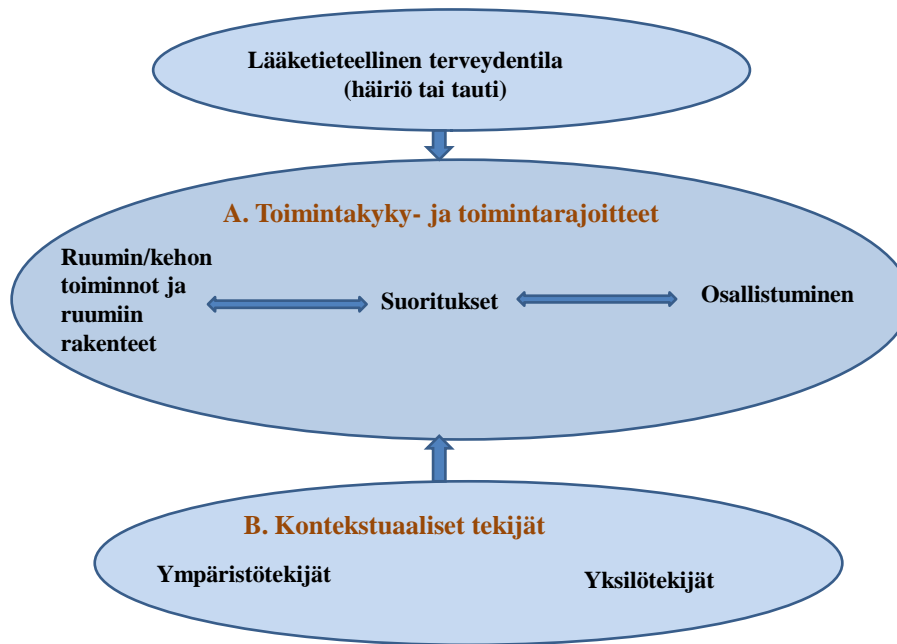 Lääketieteellinen terveydentila
(häiriö tai tauti)
A. Toimintakyky- ja toimintarajoitteet
Ruumin/kehon
toiminnot ja
ruumiin
rakenteet
Suoritukset
Osallistuminen
B. Kontekstuaaliset tekijät
Ympäristötekijät
Yksilötekijät